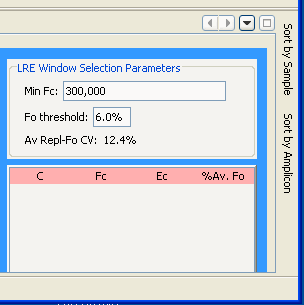 LRE Window Selection Parameters
Min Fc: 300,000
Fo threshold: 6.0%
Av Repl-Fo CV: 12.4%
C Fc Ec %Av. Fo
Sort by Sample
Sort by Amplicon